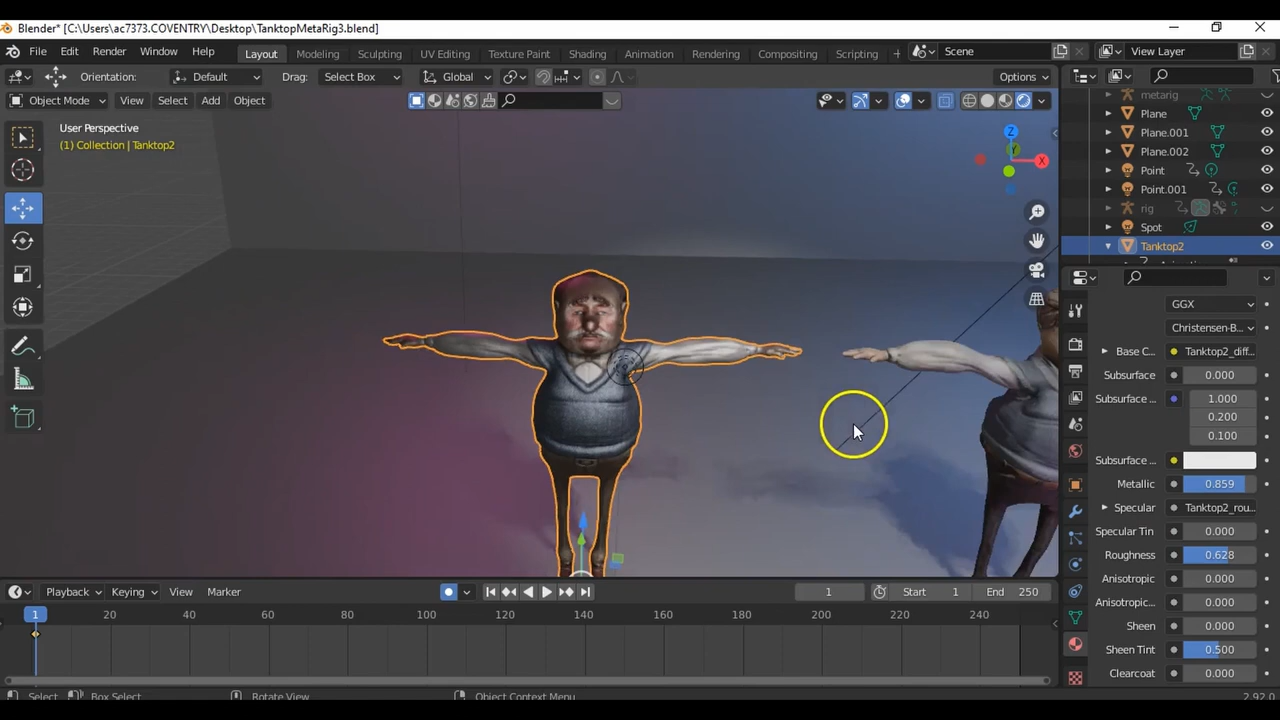 Blender* [C:\Users\ac7373.COVENTRY\Desktop\TanktopMetaRig3.blend]
File Edit Render Window Help Layout Modeling Sculpting UV Editing Texture Paint Shading Animation Rendering Compositing Scripting + Scene View Layer
Orientation: Default Drag: Select Box Global Options
Object Mode View Select Add Object
User Perspective
(1) Collection | Tanktop2
Z
Y
X
metarig
Plane
Plane.001
Plane.002
Point
Point.001
rig
Spot
Tanktop2
GGX
Christensen-B...
Base C... Tanktop2_diff...
Subsurface 0.000
Subsurface ... 1.000
0.200
0.100
Subsurface ...
Metallic 0.859
Specular Tanktop2_rou...
Specular Tin 0.000
Roughness 0.628
Anisotropic 0.000
Anisotropic... 0.000
Sheen 0.000
Sheen Tint 0.500
Clearcoat 0.000
Playback Keying View Marker 1 Start 1 End 250
1 20 40 60 80 100 120 140 160 180 200 220 240
Select Box Select Rotate View Object Context Menu 2.92.0